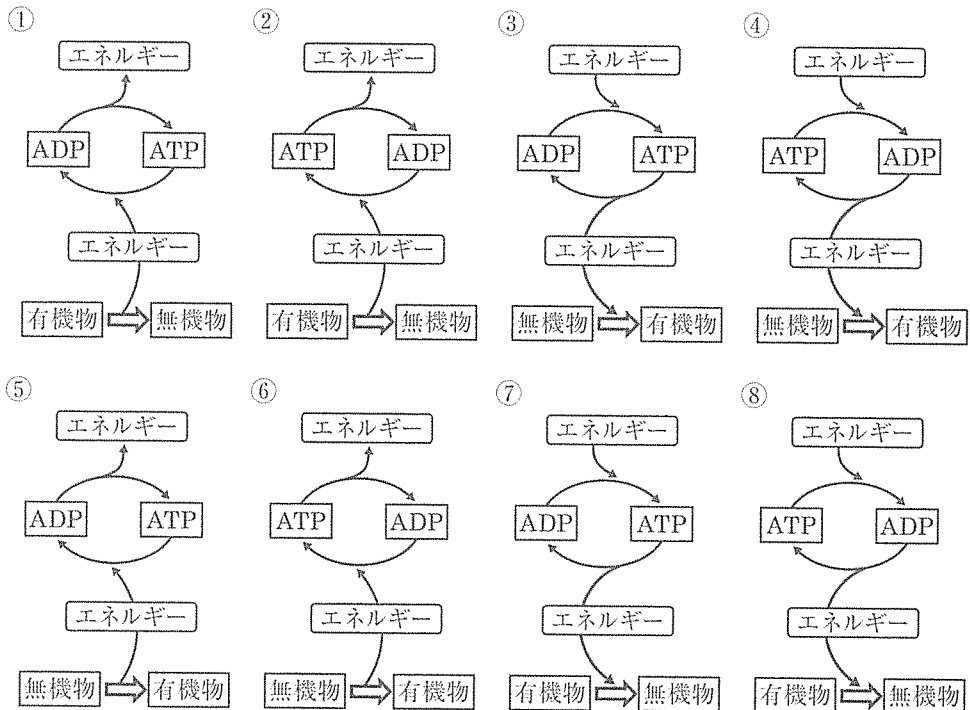 ① ② ③ ④
エネルギー エネルギー エネルギー エネルギー
ADP ATP ATP ADP ADP ATP ATP ADP
エネルギー エネルギー エネルギー エネルギー
有機物 無機物 有機物 無機物 無機物 有機物 無機物 有機物
⑤ ⑥ ⑦ ⑧
エネルギー エネルギー エネルギー エネルギー
ADP ATP ATP ADP ADP ATP ATP ADP
エネルギー エネルギー エネルギー エネルギー
無機物 有機物 無機物 有機物 有機物 無機物 有機物 無機物